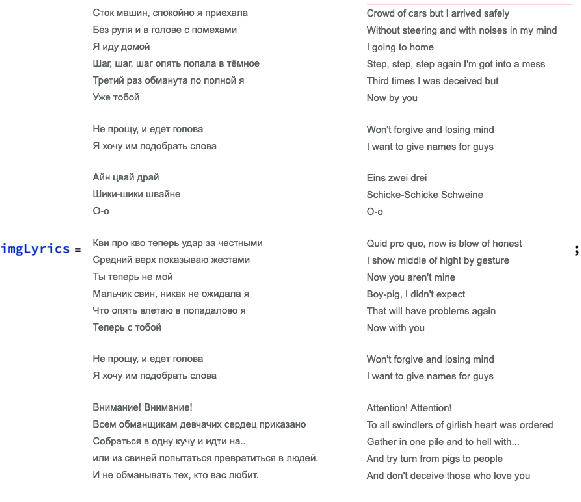 Сток машин, спокойно я приехала
Без руля и в голове с помехами
Я иду домой
Шаг, шаг, шаг опять попала в тёмное
Третий раз обманута по полной я
Уже тобой
Не прощу, и едет голова
Я хочу им подобрать слова
Айн цвай драй
Шики-шики швайне
О-о
imgLyrics =
Кви про кво теперь удар за честными
Средний верх показываю жестами
Ты теперь не мой
Мальчик свин, никак не ожидала я
Что опять влетаю в попадалово я
Теперь с тобой
Не прощу, и едет голова
Я хочу им подобрать слова
Внимание! Внимание!
Всем обманщикам девчачих сердец приказано
Собраться в одну кучу и идти на..
или из свиней попытаться превратиться в людей.
И не обманывать тех, кто вас любит.
Crowd of cars but I arrived safely
Without steering and with noises in my mind
I going to home
Step, step, step again I'm got into a mess
Third times I was deceived but
Now by you
Won't forgive and losing mind
I want to give names for guys
Eins zwei drei
Schicke-Schicke Schweine
O-o
Quid pro quo, now is blow of honest
I show middle of hight by gesture
Now you aren't mine
Boy-pig, I didn't expect
That will have problems again
Now with you
Won't forgive and losing mind
I want to give names for guys
Attention! Attention!
To all swindlers of girlish heart was ordered
Gather in one pile and to hell with...
And try turn from pigs to people
And don't deceive those who love you
;